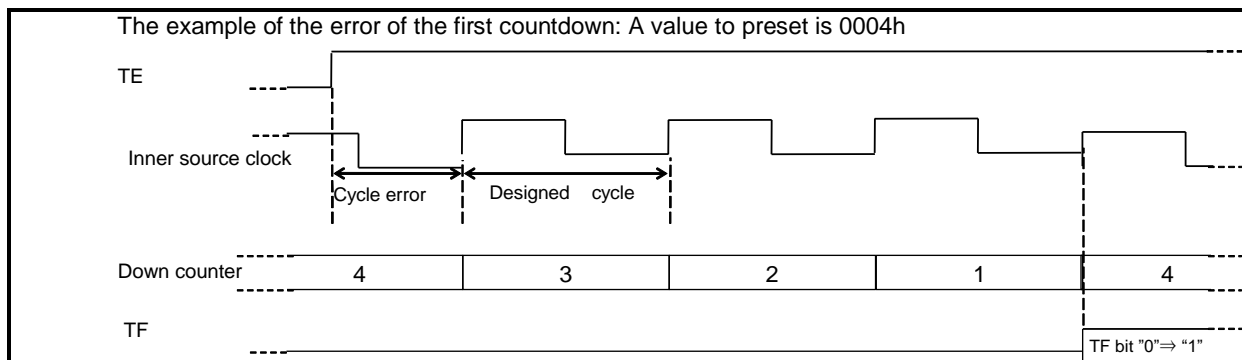 The example of the error of the first countdown: A value to preset is 0004h
TE
Inner source clock
Cycle error
Designed cycle
Down counter
4
3
2
1
4
TF
TF bit "0"⇒ "1"